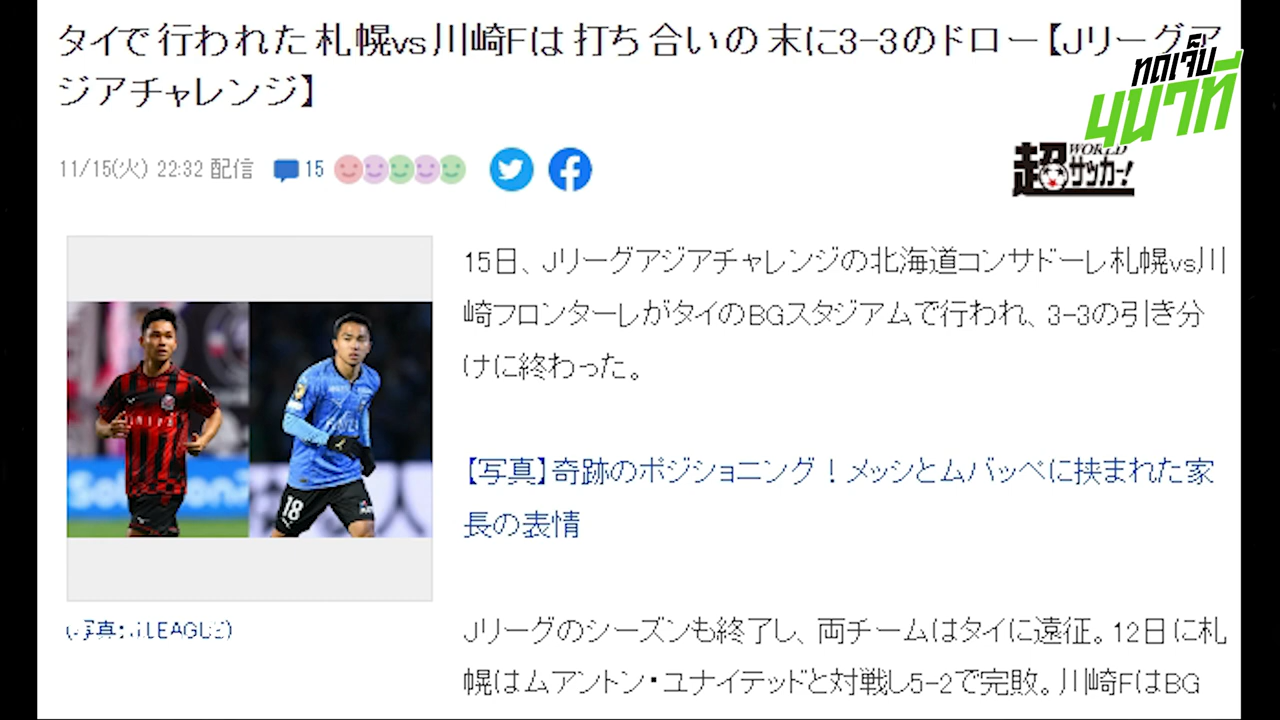 タイで行われた札幌vs川崎Fは打ち合いの末に3-3のドロー【Jリーグア
ジアチャレンジ】
ทดเจ็บ
4นาที
11/15(火) 22:32 配信
15
超
WORLD
サッカー!
15日、Jリーグアジアチャレンジの北海道コンサドーレ札幌vs川
崎フロンターレがタイのBGスタジアムで行われ、3-3の引き分
けに終わった。
18
【写真】奇跡のポジショニング!メッシとムバッペに挟まれた家
長の表情
(写真:J.LEAGUE)
Jリーグのシーズンも終了し、両チームはタイに遠征。12日に札
幌はムアントン・ユナイテッドと対戦し5-2で完敗。川崎FはBG